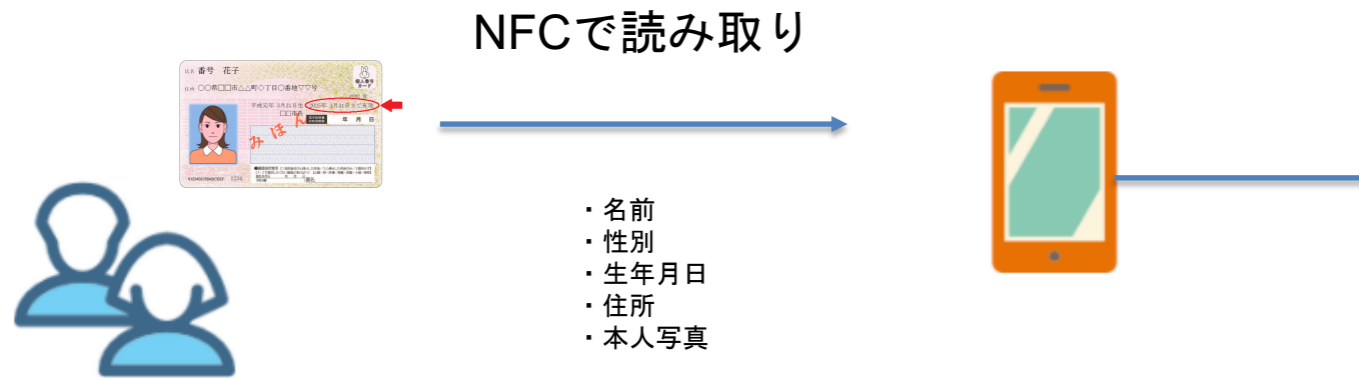 NFCで読み取り
氏名 番号 花子
個人番号
カード
住所 〇〇県□□市△△町◇丁目〇番地▽▽号
平成元年 3月31日生
2025年 3月31日まで有効
□□市長
みほん
年 月 日
・名前
・性別
・生年月日
・住所
・本人写真